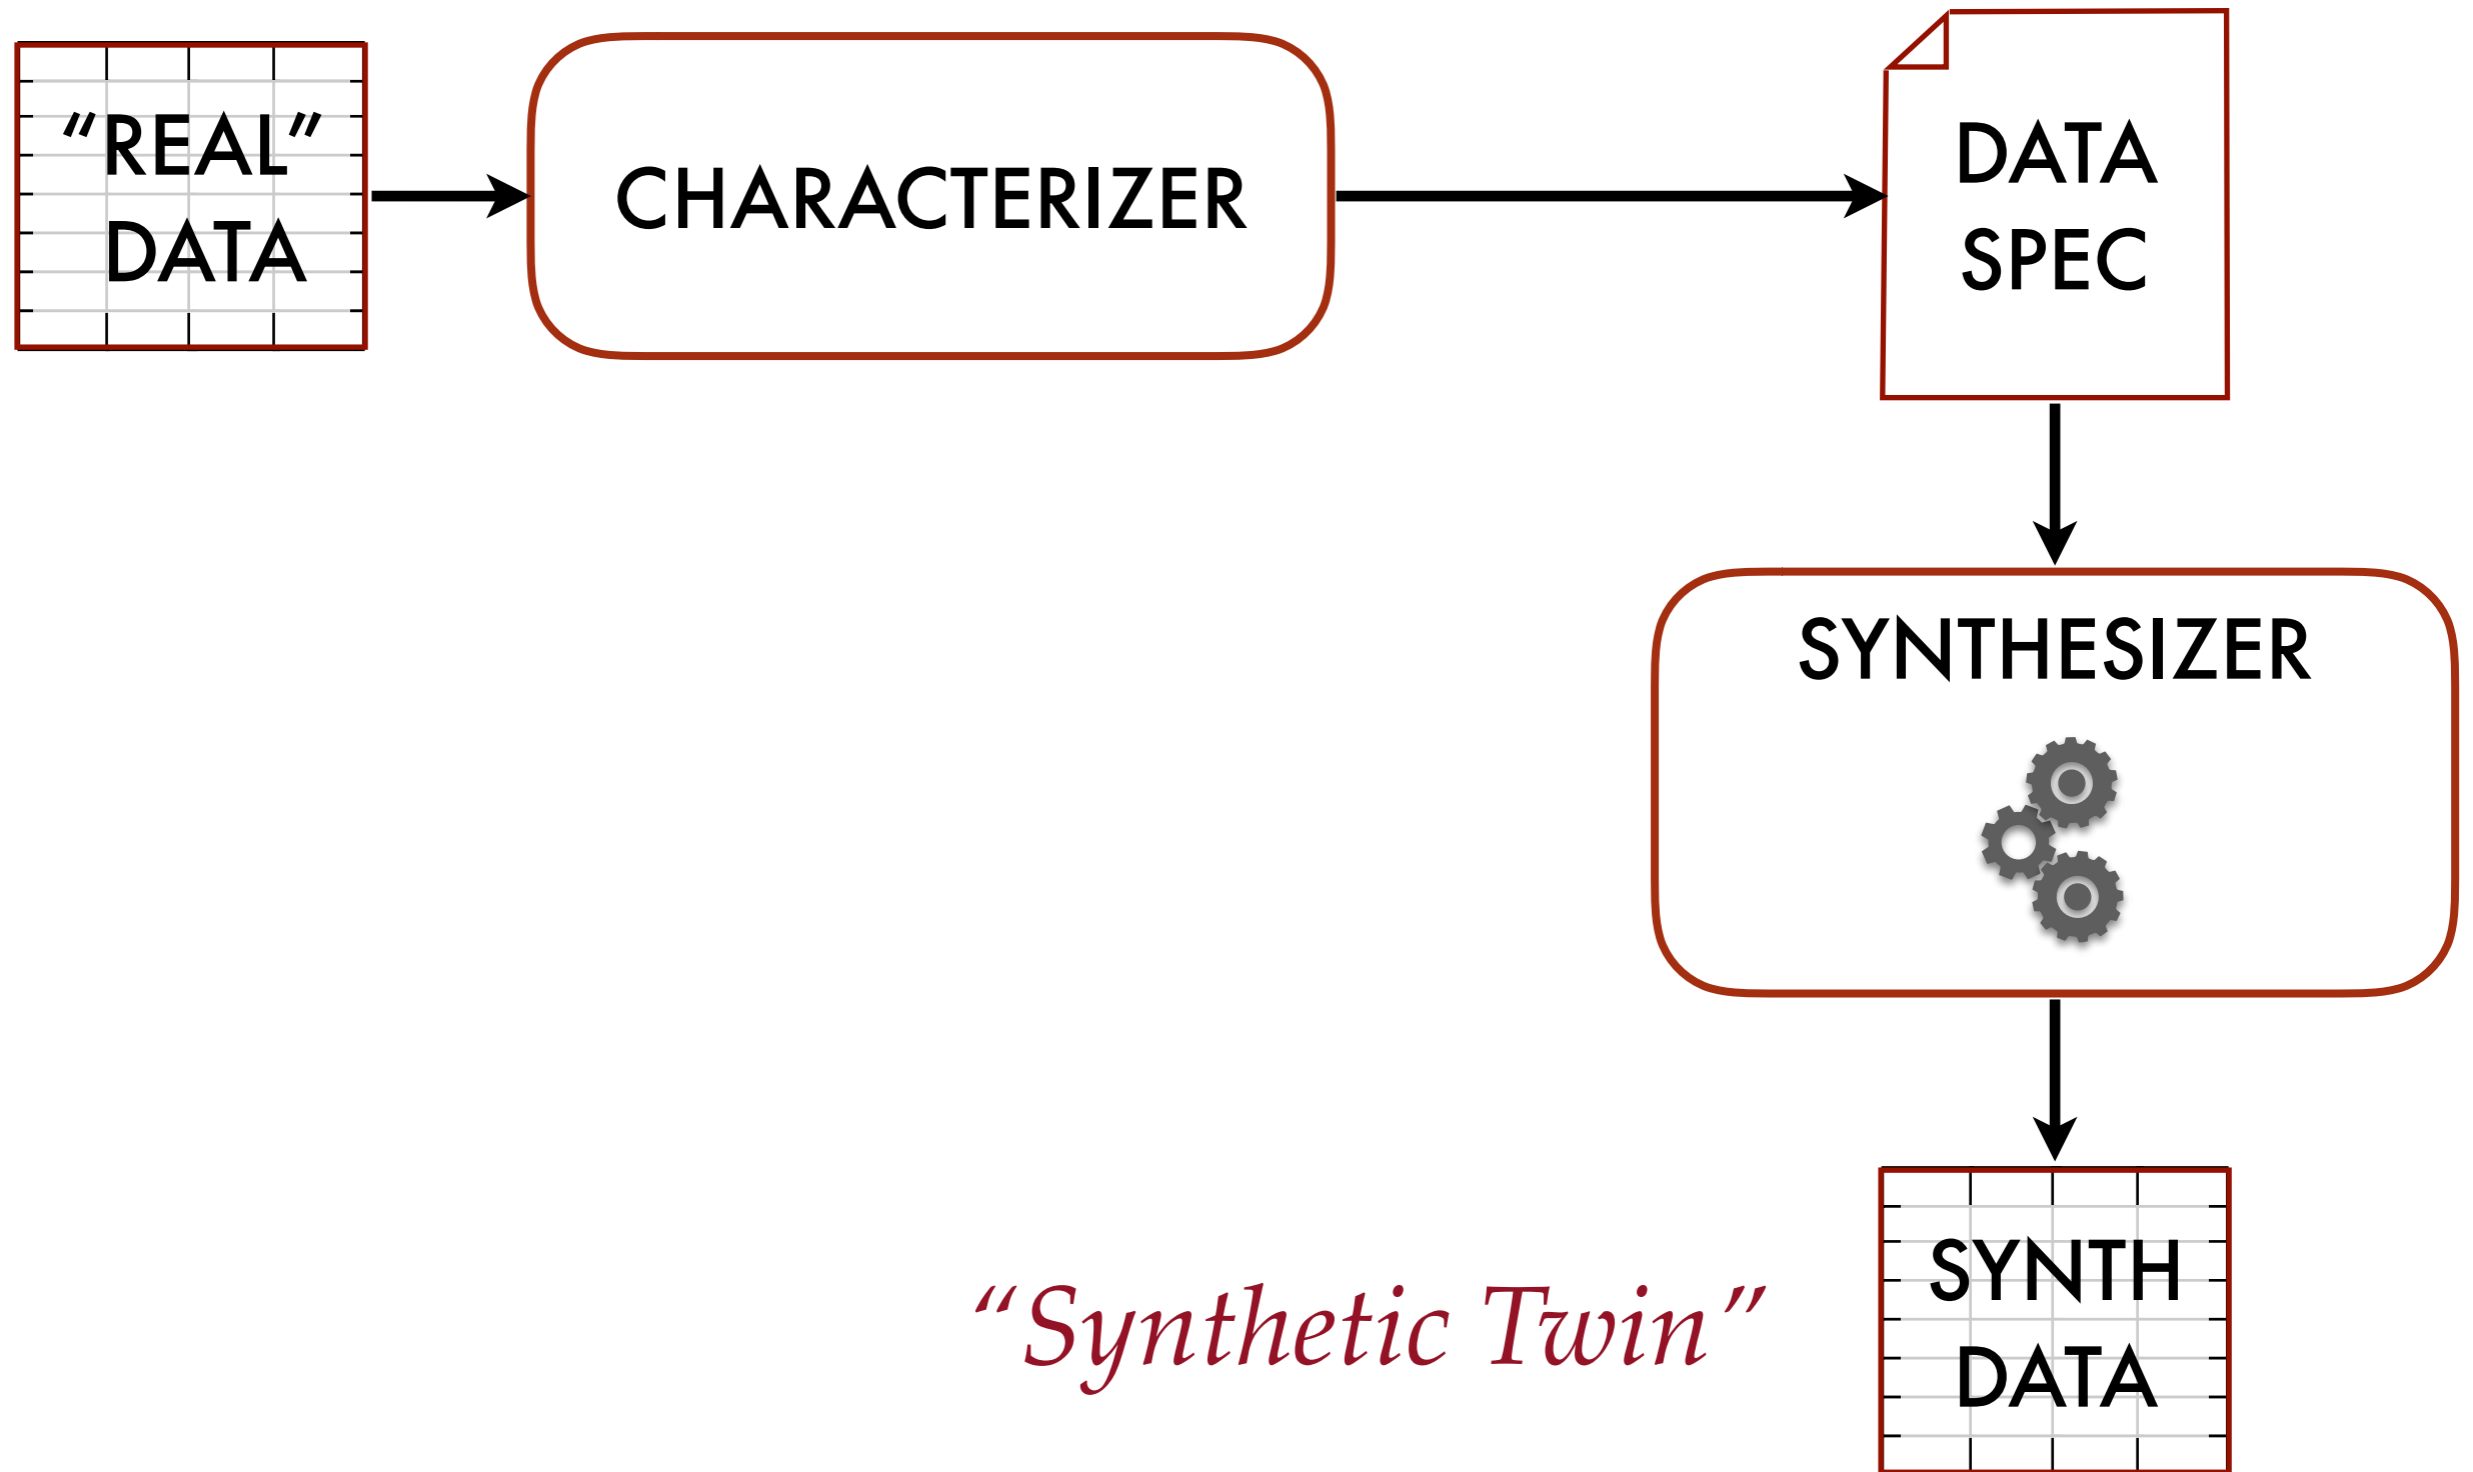 “REAL”
DATA
CHARACTERIZER
DATA
SPEC
SYNTHESIZER
“Synthetic Twin”
SYNTH
DATA